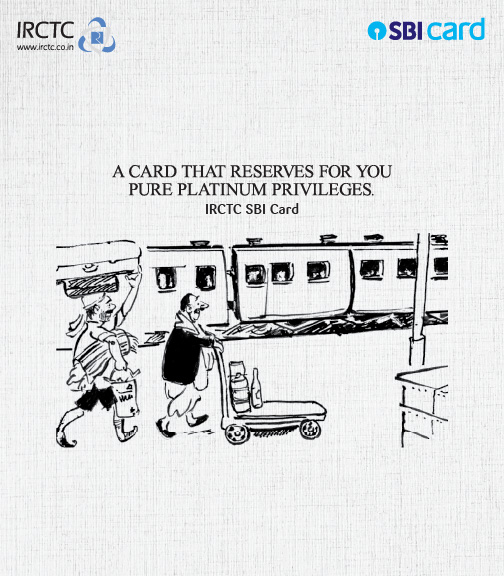 IRCTC
www.irctc.co.in
SBI card
A CARD THAT RESERVES FOR YOU
PURE PLATINUM PRIVILEGES.
IRCTC SBI Card